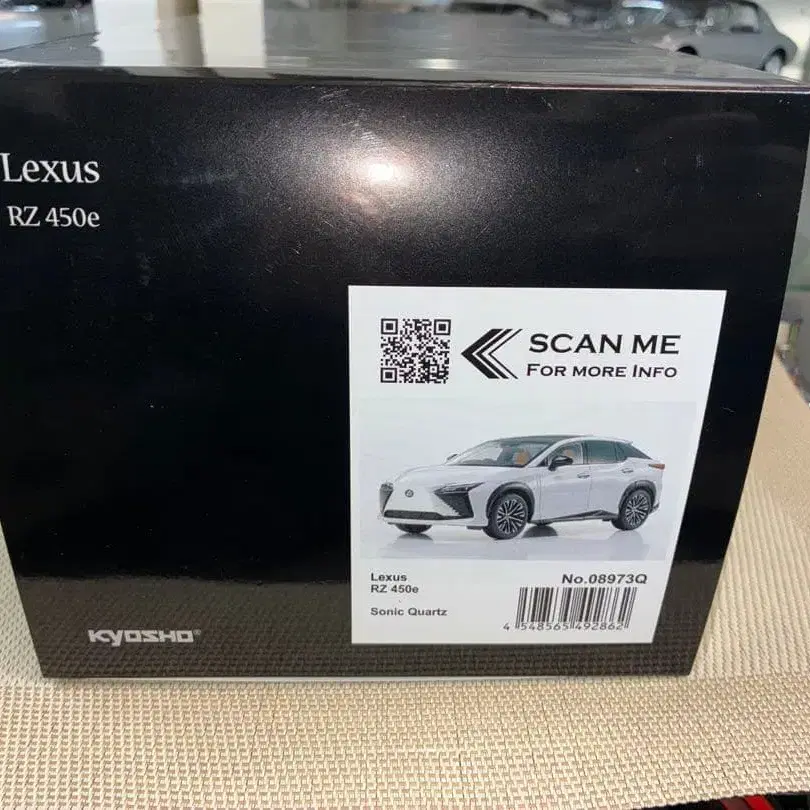 Lexus
RZ 450e
SCAN ME
FOR MORE INFO
Lexus
RZ 450e
No.08973Q
Sonic Quartz
4 548565 492862
KYOSHO®